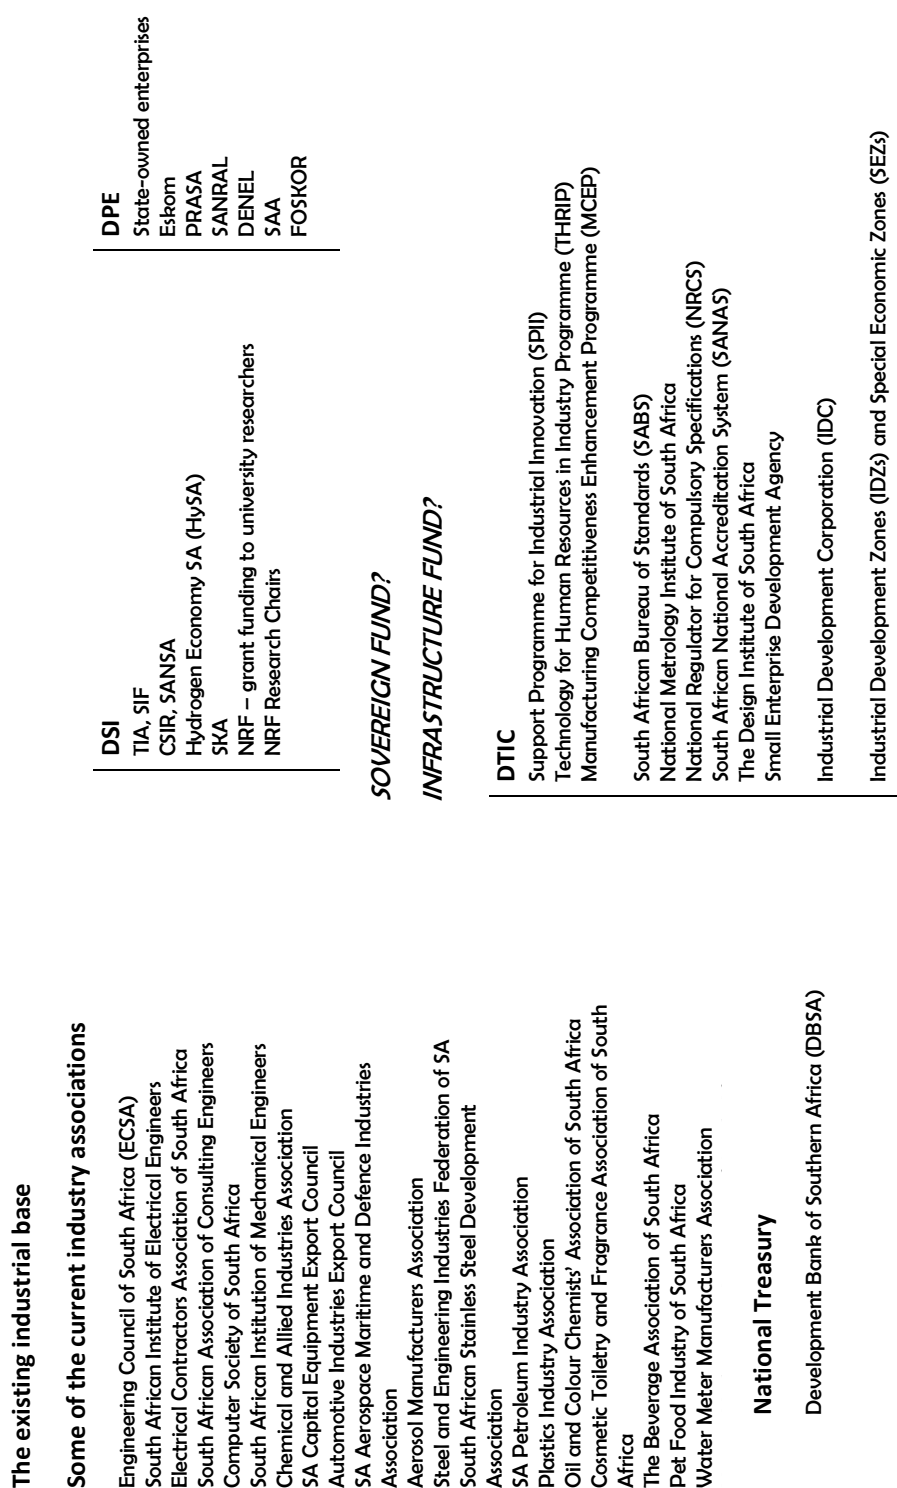 The existing industrial base
Some of the current industry associations
Engineering Council of South Africa (ECSA)
South African Institute of Electrical Engineers
Electrical Contractors Association of South Africa
South African Association of Consulting Engineers
Computer Society of South Africa
South African Institution of Mechanical Engineers
Chemical and Allied Industries Association
SA Capital Equipment Export Council
Automotive Industries Export Council
SA Aerospace Maritime and Defence Industries
Association
Aerosol Manufacturers Association
Steel and Engineering Industries Federation of SA
South African Stainless Steel Development
Association
SA Petroleum Industry Association
Plastics Industry Association
Oil and Colour Chemists' Association of South Africa
Cosmetic Toiletry and Fragrance Association of South
Africa
The Beverage Association of South Africa
Pet Food Industry of South Africa
Water Meter Manufacturers Association
National Treasury
Development Bank of Southern Africa (DBSA)
DSI
TIA, SIF
CSIR, SANSA
Hydrogen Economy SA (HySA)
SKA
NRF – grant funding to university researchers
NRF Research Chairs
DPE
State-owned enterprises
Eskom
PRASA
SANRAL
DENEL
SAA
FOSKOR
SOVEREIGN FUND?
INFRASTRUCTURE FUND?
DTIC
Support Programme for Industrial Innovation (SPII)
Technology for Human Resources in Industry Programme (THRIP)
Manufacturing Competitiveness Enhancement Programme (MCEP)
South African Bureau of Standards (SABS)
National Metrology Institute of South Africa
National Regulator for Compulsory Specifications (NRCS)
South African National Accreditation System (SANAS)
The Design Institute of South Africa
Small Enterprise Development Agency
Industrial Development Corporation (IDC)
Industrial Development Zones (IDZs) and Special Economic Zones (SEZs)